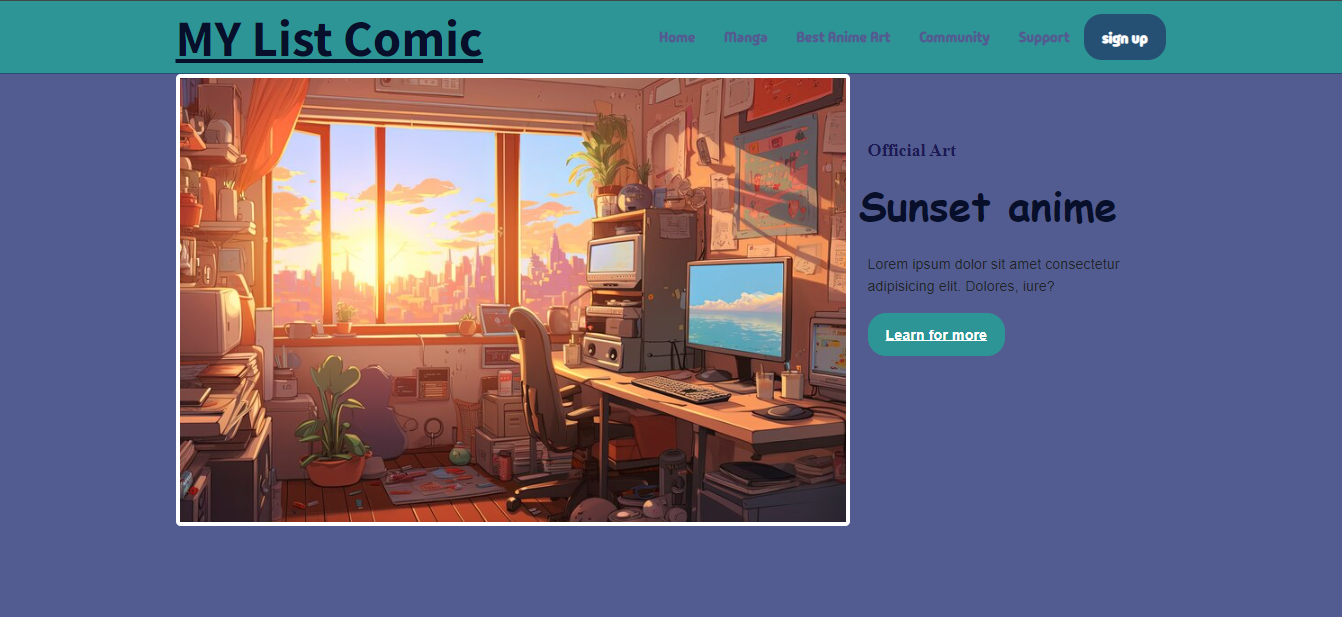 MY List Comic
Home Manga Best Anime Art Community Support sign up
Official Art
Sunset anime
Lorem ipsum dolor sit amet consectetur
adipisicing elit. Dolores, iure?
Learn for more